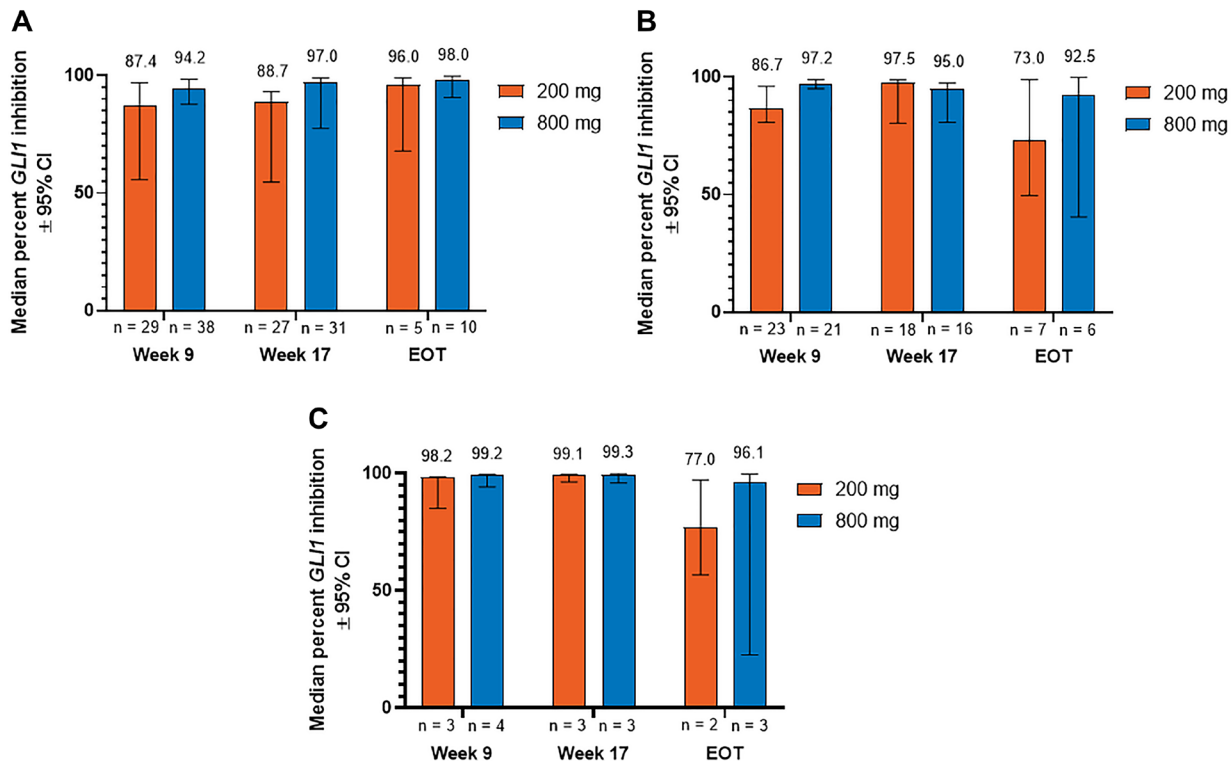 A
Median percent GLI1 inhibition
± 95% CI
100
50
0
87.4 94.2 88.7 97.0 96.0 98.0
n = 29 n = 38 n = 27 n = 31 n = 5 n = 10
Week 9 Week 17 EOT
200 mg
800 mg
B
Median percent GLI1 inhibition
± 95% CI
100
50
0
86.7 97.2 97.5 95.0 73.0 92.5
n = 23 n = 21 n = 18 n = 16 n = 7 n = 6
Week 9 Week 17 EOT
200 mg
800 mg
C
Median percent GLI1 inhibition
± 95% CI
100
50
0
98.2 99.2 99.1 99.3 77.0 96.1
n = 3 n = 4 n = 3 n = 3 n = 2 n = 3
Week 9 Week 17 EOT
200 mg
800 mg